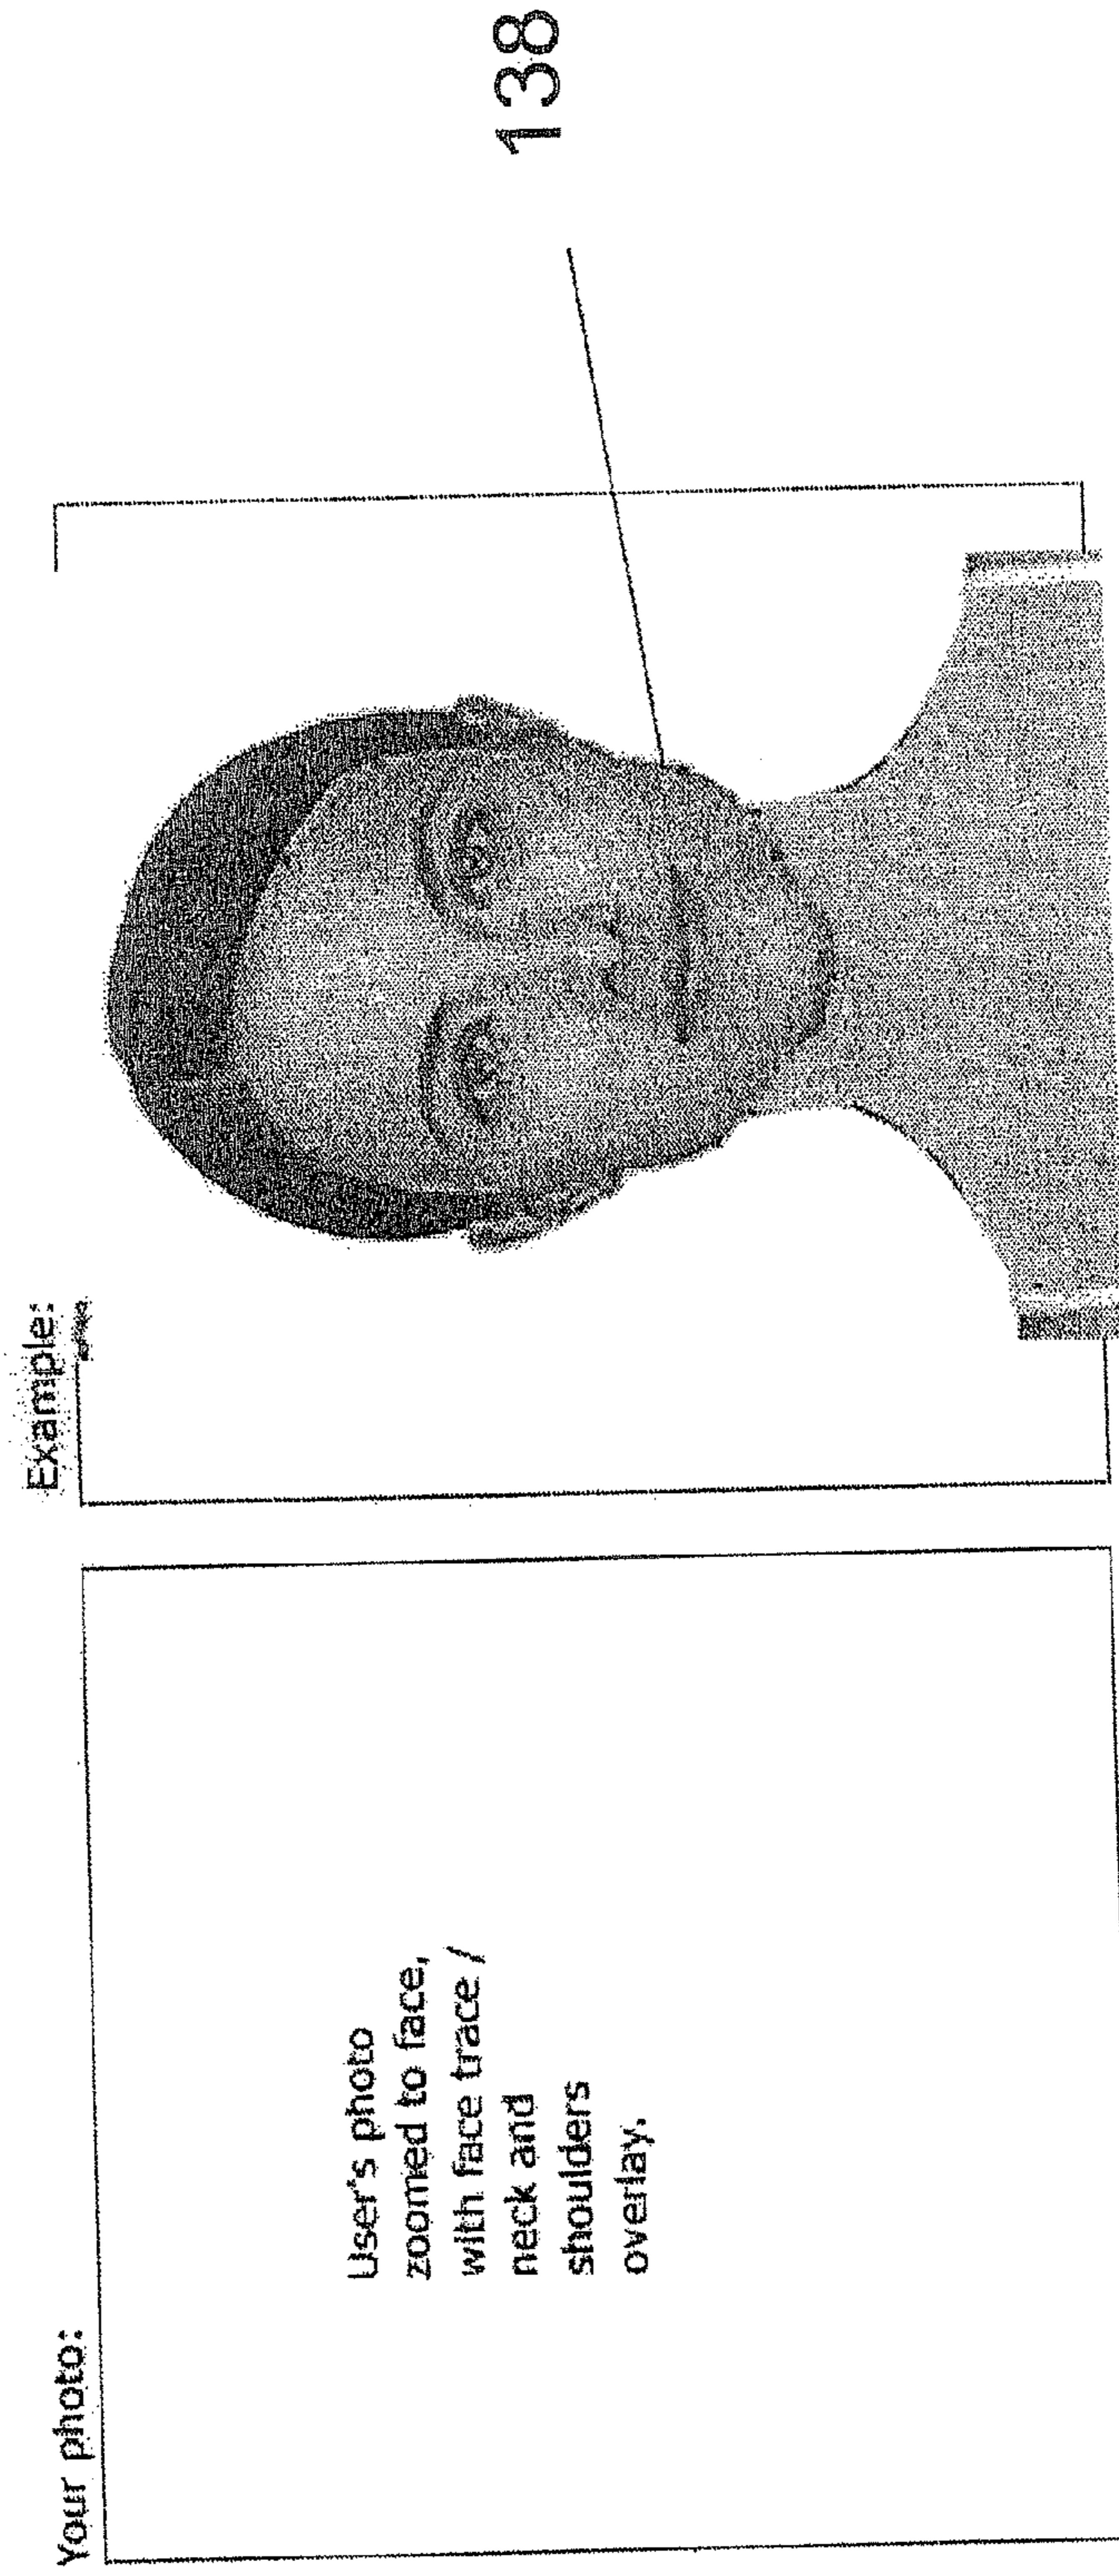 Your photo:
User's photo
zoomed to face,
with face trace /
neck and
shoulders
overlay.
Example:
138